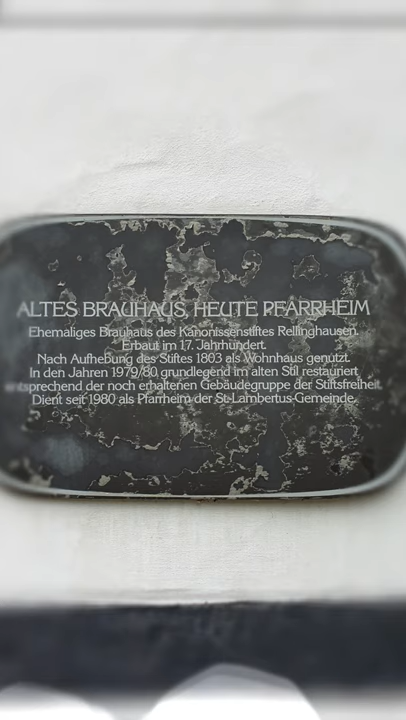 ALTES BRAUHAUS, HEUTE PFARRHEIM
Ehemaliges Brauhaus des Kanonissenstiftes Rellinghausen.
Erbaut im 17. Jahrhundert.
Nach Aufhebung des Stiftes 1803 als Wohnhaus genutzt.
In den Jahren 1979/80 grundlegend im alten Stil restauriert
entsprechend der noch erhaltenen Gebäudegruppe der Stiftsfreiheit.
Dient seit 1980 als Pfarrheim der St.-Lambertus-Gemeinde.